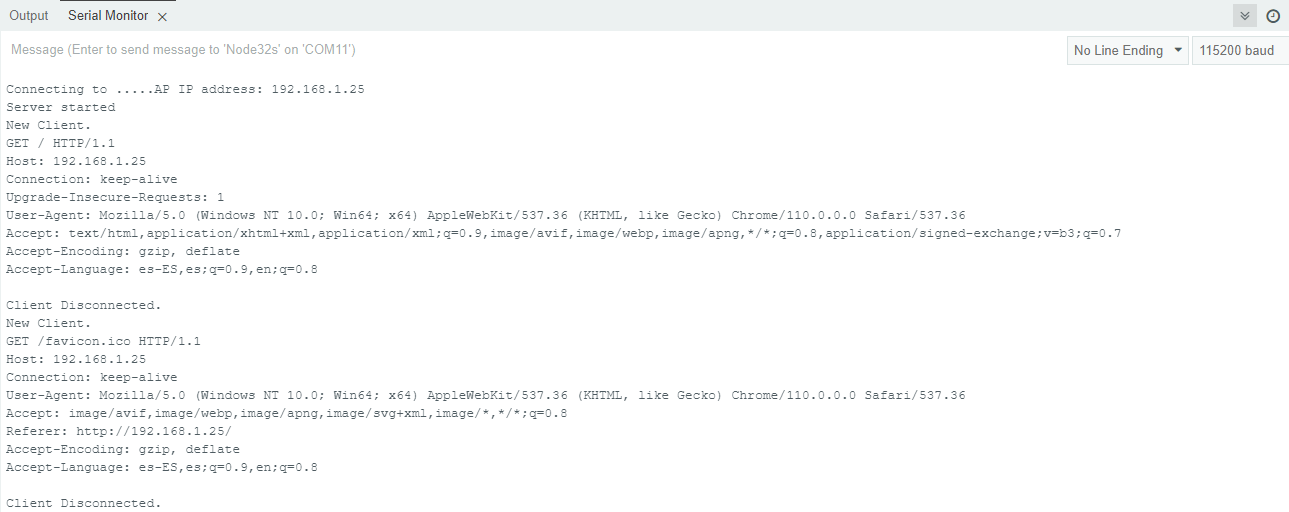 Output Serial Monitor
Message (Enter to send message to 'Node32s' on 'COM11') No Line Ending 115200 baud
Connecting to .....AP IP address: 192.168.1.25
Server started
New Client.
GET / HTTP/1.1
Host: 192.168.1.25
Connection: keep-alive
Upgrade-Insecure-Requests: 1
User-Agent: Mozilla/5.0 (Windows NT 10.0; Win64; x64) AppleWebKit/537.36 (KHTML, like Gecko) Chrome/110.0.0.0 Safari/537.36
Accept: text/html,application/xhtml+xml,application/xml;q=0.9,image/avif,image/webp,image/apng,*/*;q=0.8,application/signed-exchange;v=b3;q=0.7
Accept-Encoding: gzip, deflate
Accept-Language: es-ES,es;q=0.9,en;q=0.8
Client Disconnected.
New Client.
GET /favicon.ico HTTP/1.1
Host: 192.168.1.25
Connection: keep-alive
User-Agent: Mozilla/5.0 (Windows NT 10.0; Win64; x64) AppleWebKit/537.36 (KHTML, like Gecko) Chrome/110.0.0.0 Safari/537.36
Accept: image/avif,image/webp,image/apng,image/svg+xml,image/*,*/*;q=0.8
Referer: http://192.168.1.25/
Accept-Encoding: gzip, deflate
Accept-Language: es-ES,es;q=0.9,en;q=0.8
Client Disconnected.